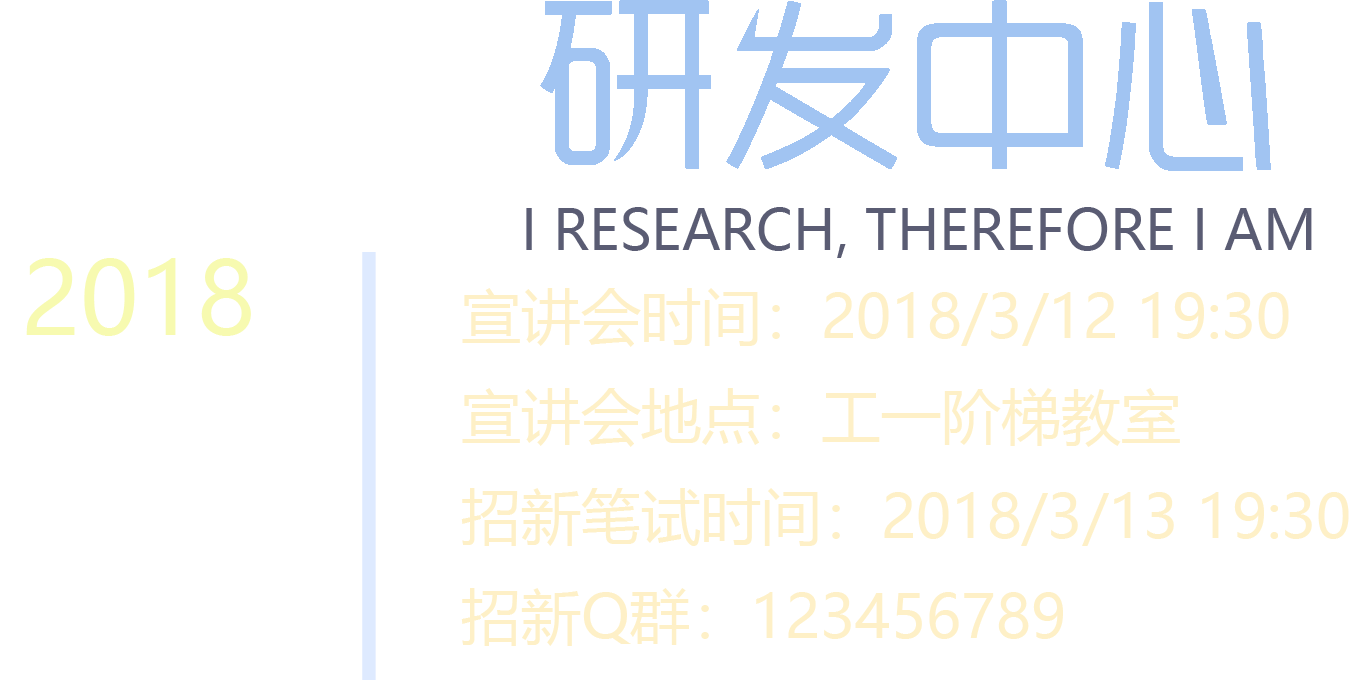 研发中心
I RESEARCH, THEREFORE I AM
2018
宣讲会时间：2018/3/12 19:30
宣讲会地点：工一阶梯教室
招新笔试时间：2018/3/13 19:30
招新Q群：123456789